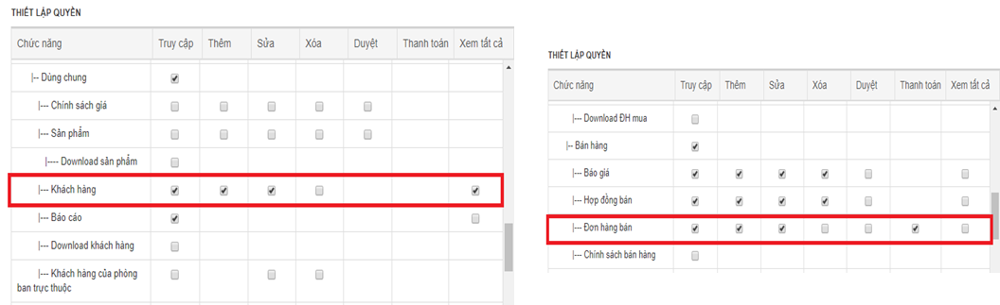 THIẾT LẬP QUYỀN
Chức năng Truy cập Thêm Sửa Xóa Duyệt Thanh toán Xem tất cả
|-- Dùng chung
|--- Chính sách giá
|--- Sản phẩm
|---- Download sản phẩm
|--- Khách hàng
|--- Báo cáo
|--- Download khách hàng
|--- Khách hàng của phòng
ban trực thuộc
THIẾT LẬP QUYỀN
Chức năng Truy cập Thêm Sửa Xóa Duyệt Thanh toán Xem tất cả
|--- Download ĐH mua
|-- Bán hàng
|--- Báo giá
|--- Hợp đồng bán
|--- Đơn hàng bán
|--- Chính sách bán hàng